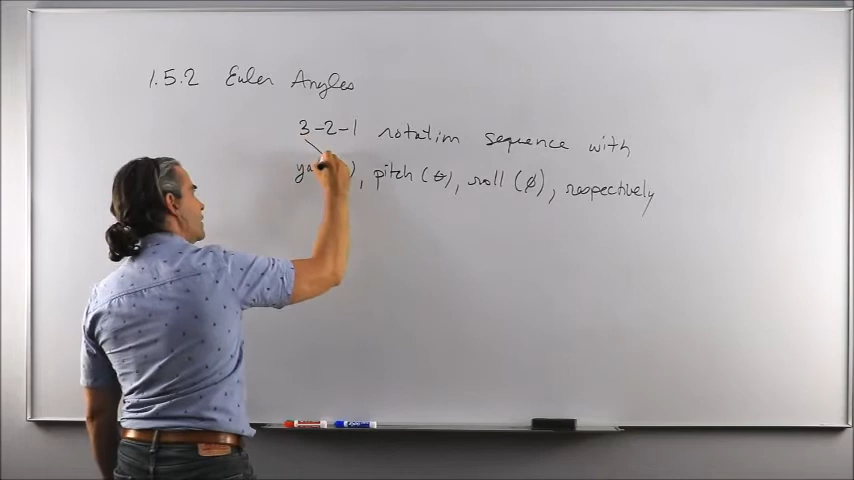 1.5.2 Euler Angles
3-2-1 rotation sequence with
), pitch (θ), roll (ϕ), respectively